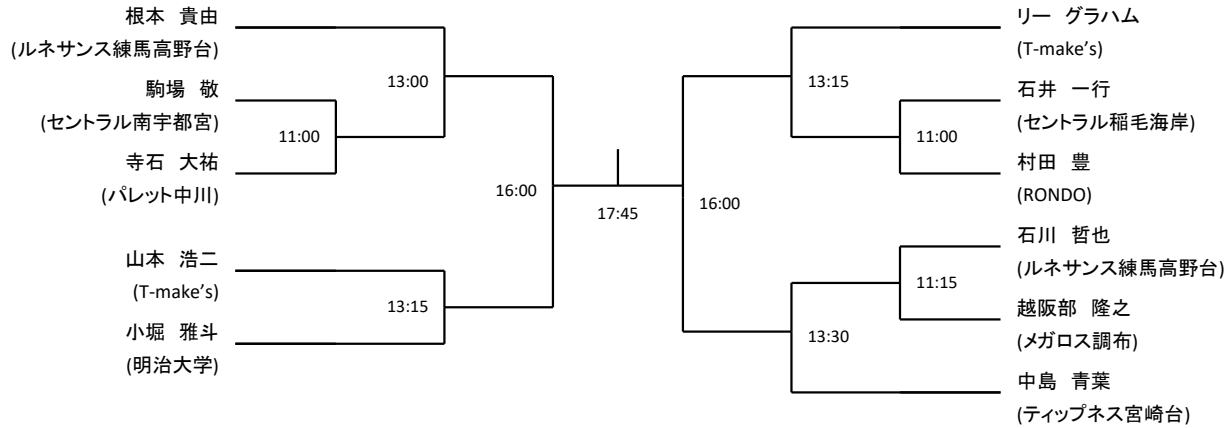 根本　貴由
(ルネサンス練馬高野台)
13:00
駒場　敬
(セントラル南宇都宮)
11:00
寺石　大祐
(パレット中川)
16:00
山本　浩二
(T-make's)
13:15
小堀　雅斗
(明治大学)
17:45
リー　グラハム
(T-make's)
13:15
石井　一行
(セントラル稲毛海岸)
11:00
村田　豊
(RONDO)
16:00
石川　哲也
(ルネサンス練馬高野台)
11:15
越阪部　隆之
(メガロス調布)
13:30
中島　青葉
(ティップネス宮崎台)